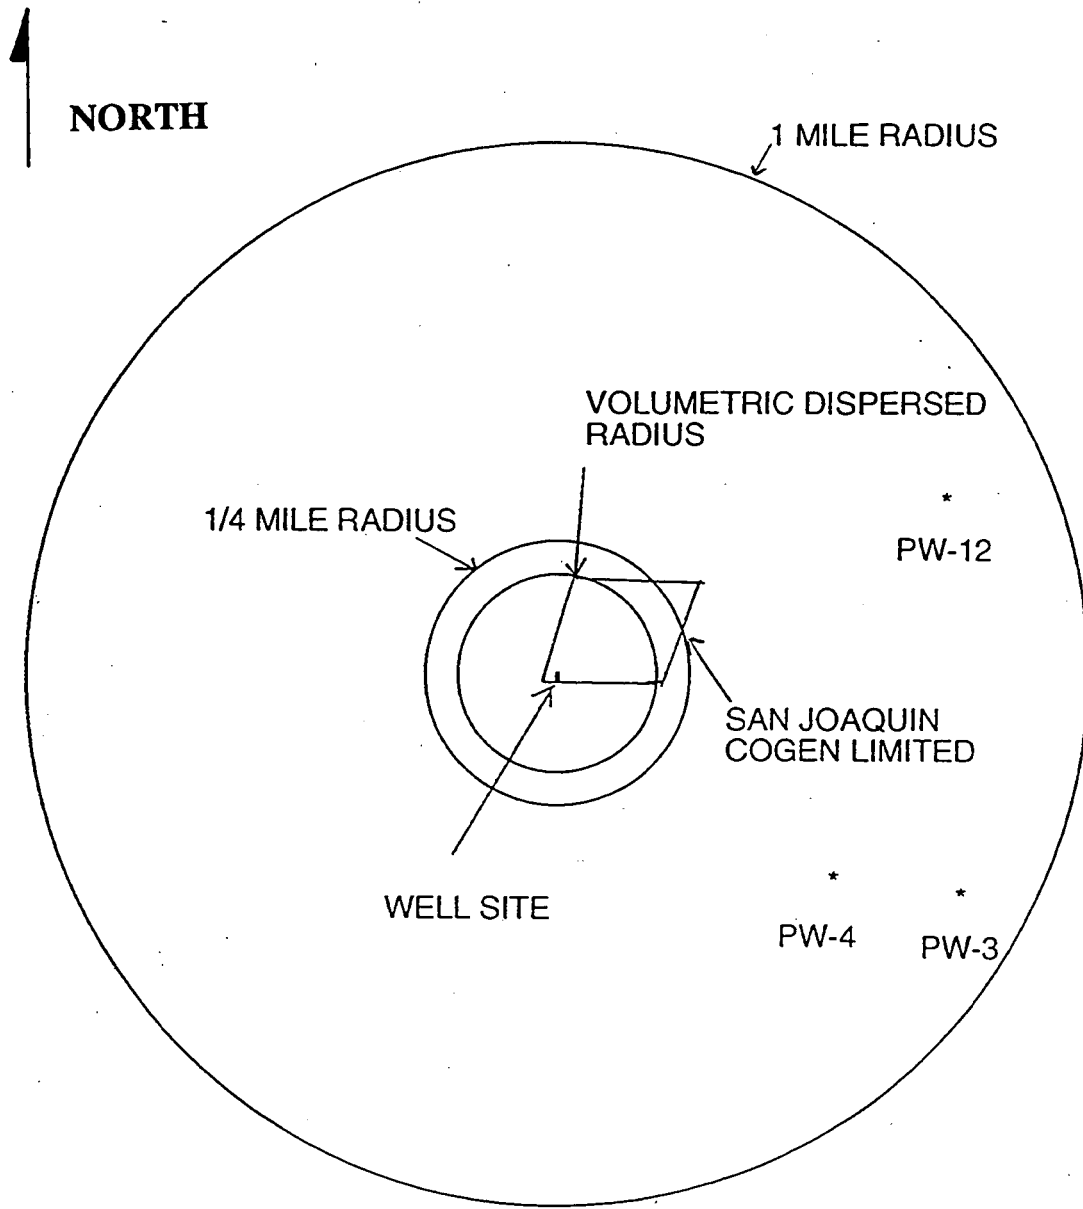 NORTH
1 MILE RADIUS
VOLUMETRIC DISPERSED
RADIUS
1/4 MILE RADIUS
*
PW-12
SAN JOAQUIN
COGEN LIMITED
WELL SITE
*
PW-4
*
PW-3